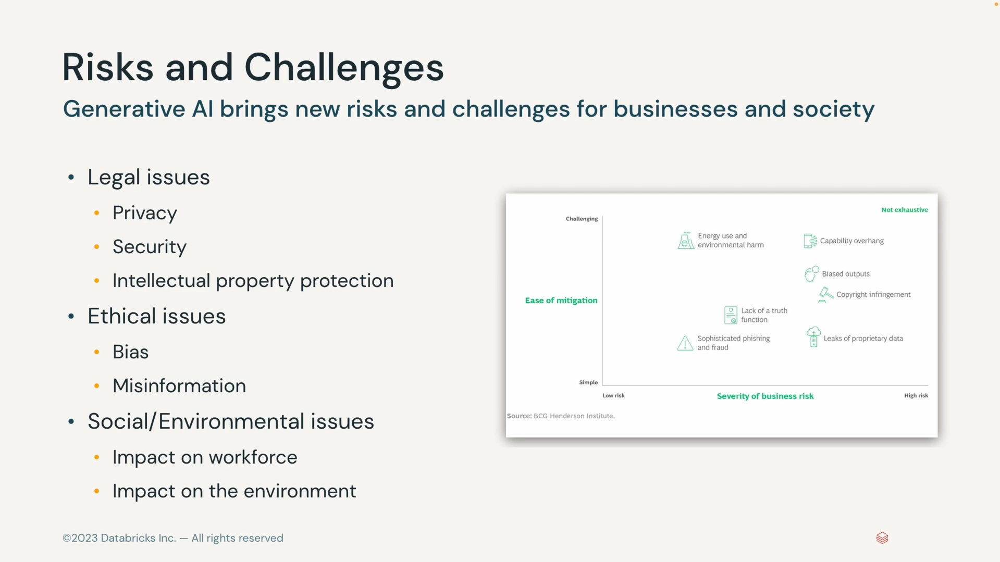 Risks and Challenges
Generative AI brings new risks and challenges for businesses and society
• Legal issues
• Privacy
• Security
• Intellectual property protection
• Ethical issues
• Bias
• Misinformation
• Social/Environmental issues
• Impact on workforce
• Impact on the environment
Not exhaustive
Challenging
Energy use and
environmental harm
Capability overhang
Biased outputs
Copyright infringement
Ease of mitigation
Lack of a truth
function
Sophisticated phishing
and fraud
Leaks of proprietary data
Simple
Low risk
Severity of business risk
High risk
Source: BCG Henderson Institute.
©2023 Databricks Inc. — All rights reserved